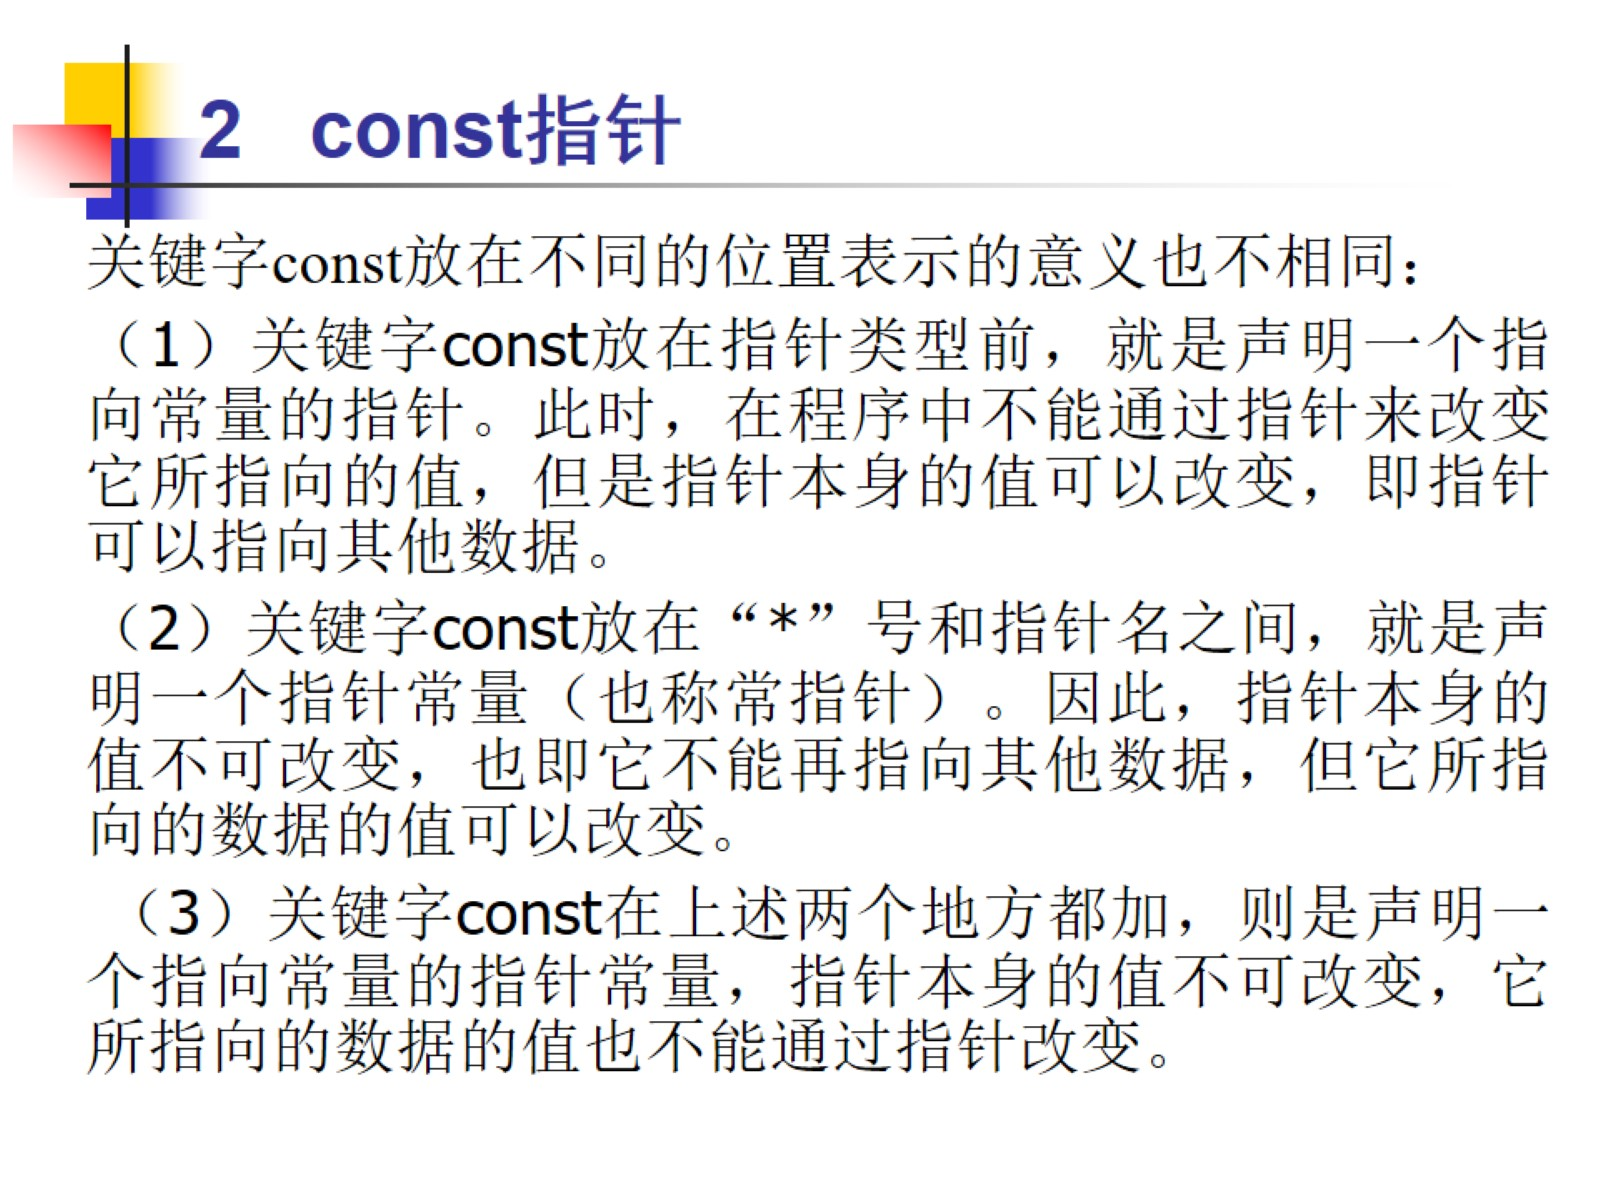 2 const指针
关键字const放在不同的位置表示的意义也不相同：
（1）关键字const放在指针类型前，就是声明一个指
向常量的指针。此时，在程序中不能通过指针来改变
它所指向的值，但是指针本身的值可以改变，即指针
可以指向其他数据。
（2）关键字const放在“*”号和指针名之间，就是声
明一个指针常量（也称常指针）。因此，指针本身的
值不可改变，也即它不能再指向其他数据，但它所指
向的数据的值可以改变。
（3）关键字const在上述两个地方都加，则是声明一
个指向常量的指针常量，指针本身的值不可改变，它
所指向的数据的值也不能通过指针改变。